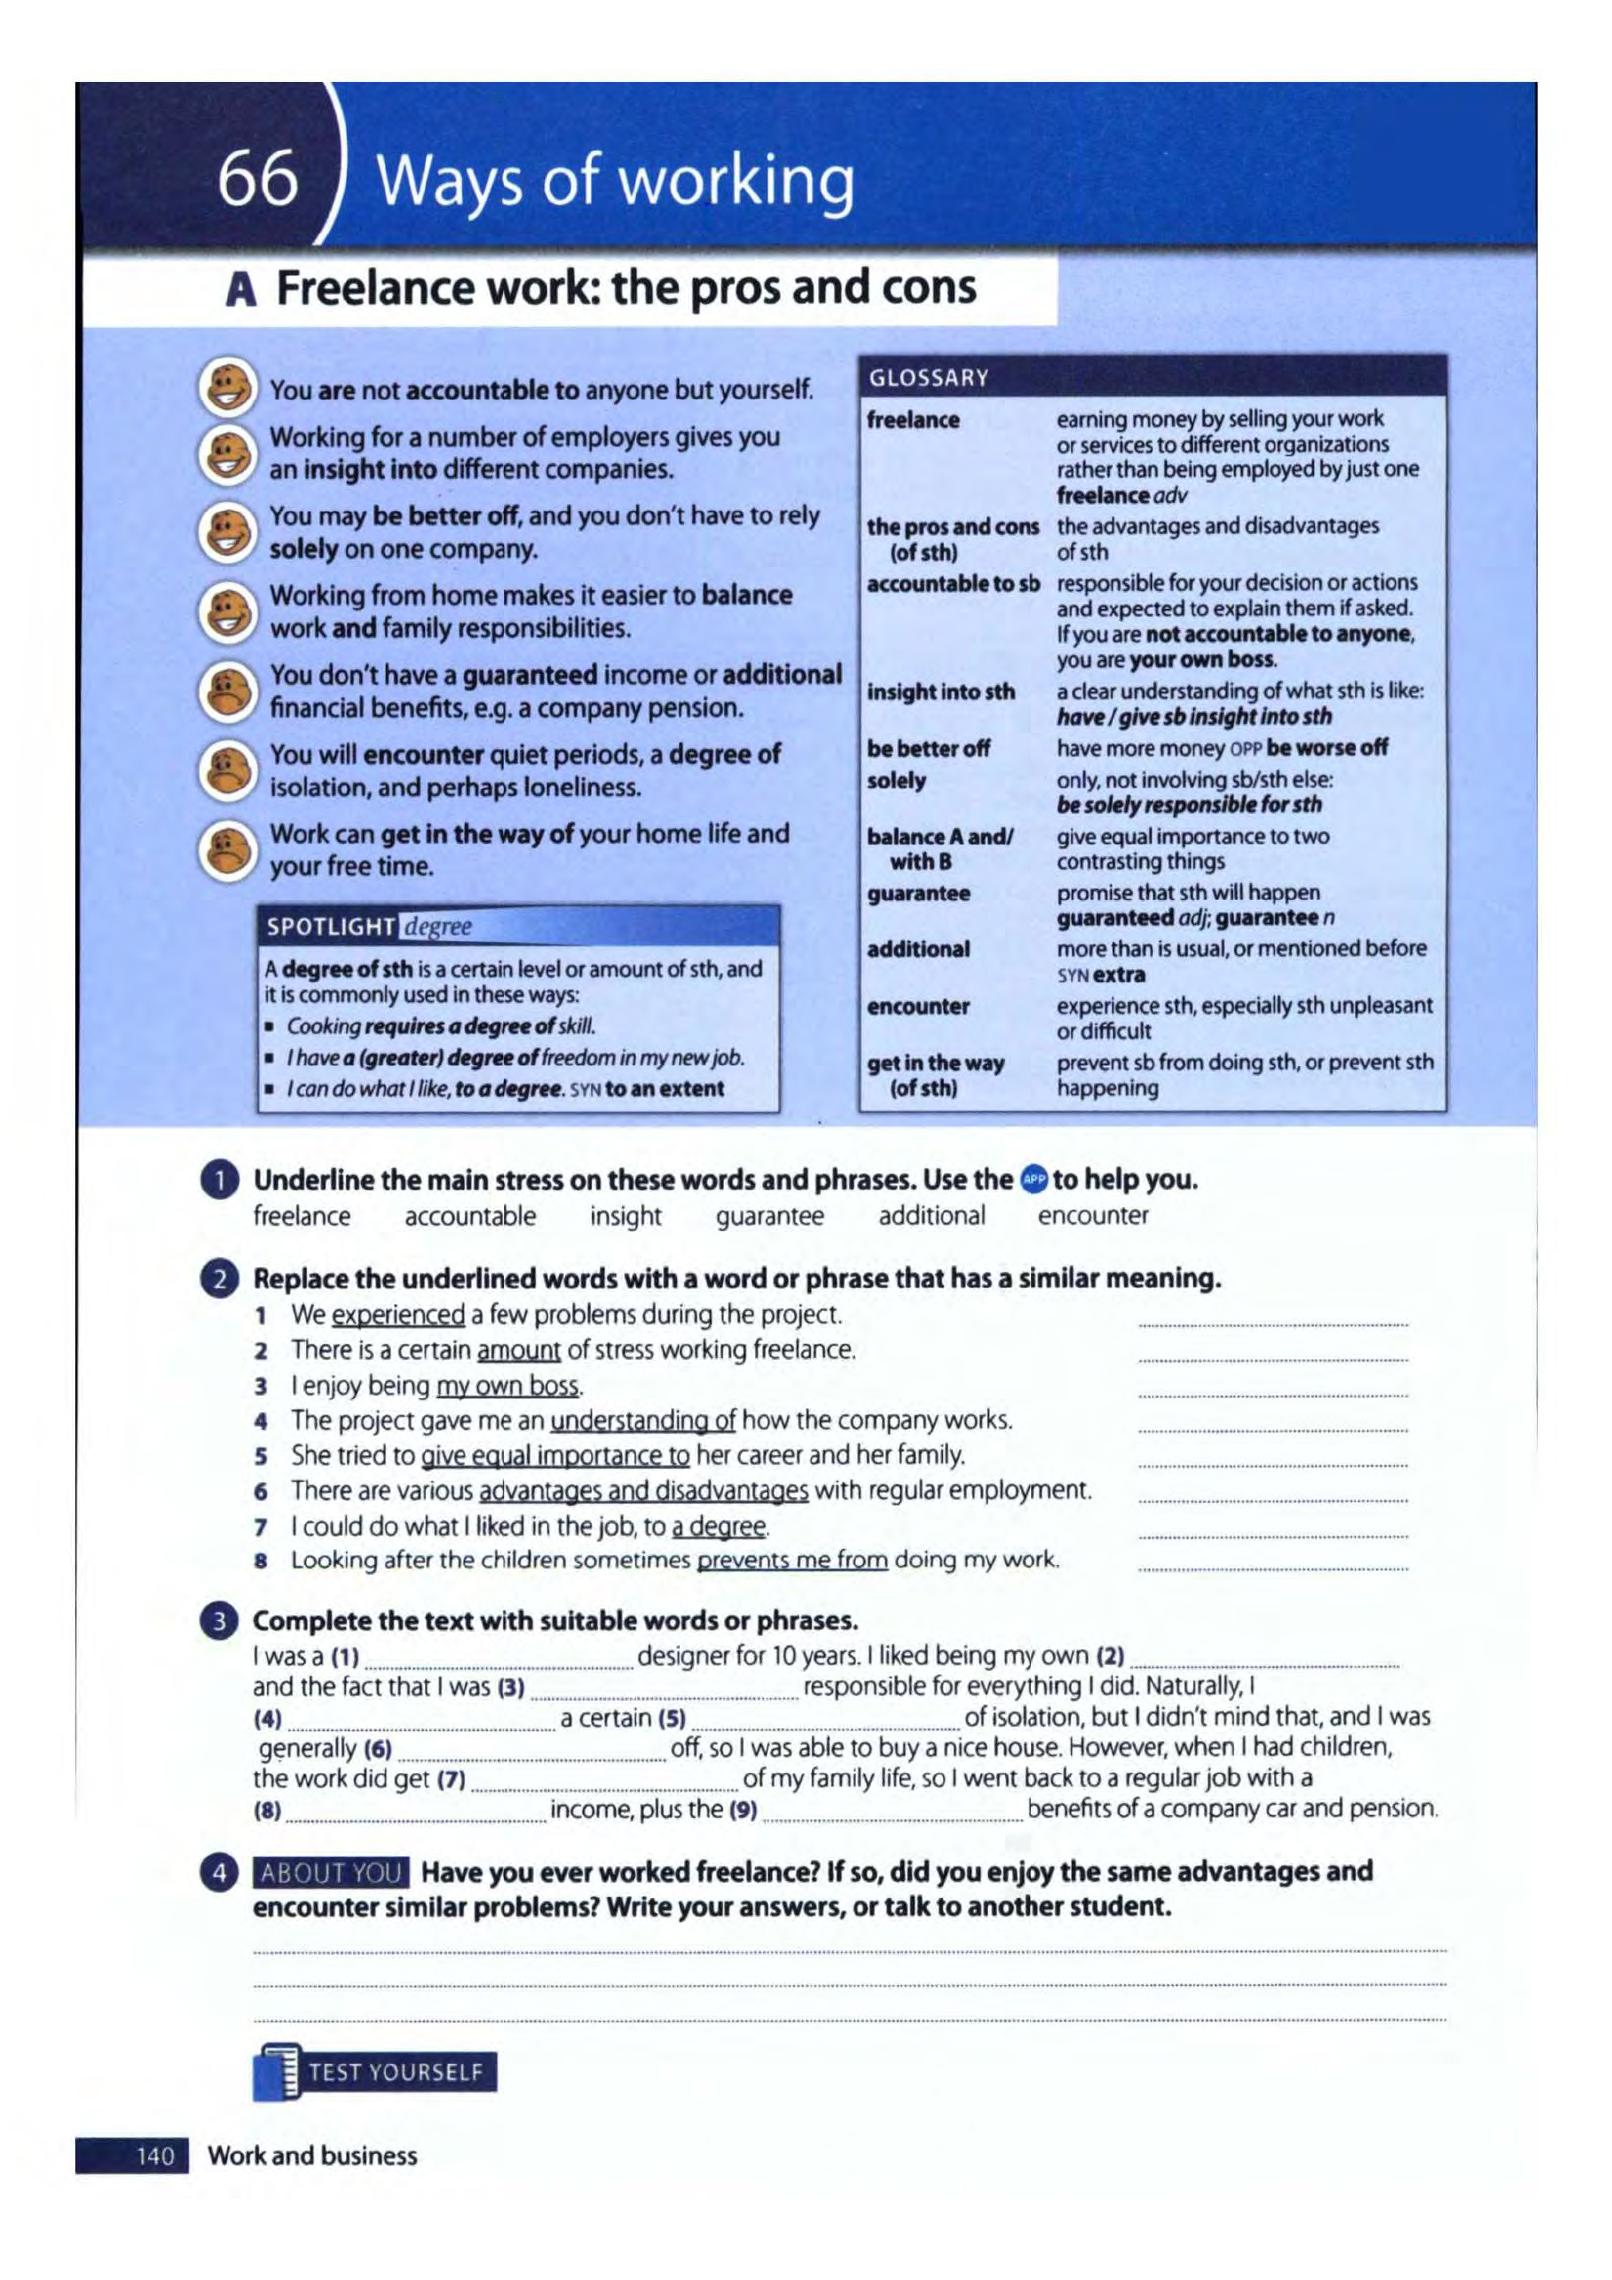 66 Ways of working
A Freelance work: the pros and cons
You are not accountable to anyone but yourself.
Working for a number of employers gives you
an insight into different companies.
You may be better off, and you don't have to rely
solely on one company.
Working from home makes it easier to balance
work and family responsibilities.
You don't have a guaranteed income or additional
financial benefits, e.g. a company pension.
You will encounter quiet periods, a degree of
isolation, and perhaps loneliness.
Work can get in the way of your home life and
your free time.
SPOTLIGHT degree
A degree of sth is a certain level or amount of sth, and
it is commonly used in these ways:
▪ Cooking requires a degree of skill.
▪ I have a (greater) degree of freedom in my new job.
▪ I can do what I like, to a degree. SYN to an extent
GLOSSARY
freelance earning money by selling your work
or services to different organizations
rather than being employed by just one
freelance adv
the pros and cons the advantages and disadvantages
(of sth) of sth
accountable to sb responsible for your decision or actions
and expected to explain them if asked.
If you are not accountable to anyone,
you are your own boss.
insight into sth a clear understanding of what sth is like:
have / give sb insight into sth
be better off have more money OPP be worse off
solely only, not involving sb/sth else:
be solely responsible for sth
balance A and/ give equal importance to two
with B contrasting things
guarantee promise that sth will happen
guaranteed adj; guarantee n
additional more than is usual, or mentioned before
SYN extra
encounter experience sth, especially sth unpleasant
or difficult
get in the way prevent sb from doing sth, or prevent sth
(of sth) happening
1 Underline the main stress on these words and phrases. Use the APP to help you.
freelance accountable insight guarantee additional encounter
2 Replace the underlined words with a word or phrase that has a similar meaning.
1 We experienced a few problems during the project.
2 There is a certain amount of stress working freelance.
3 I enjoy being my own boss.
4 The project gave me an understanding of how the company works.
5 She tried to give equal importance to her career and her family.
6 There are various advantages and disadvantages with regular employment.
7 I could do what I liked in the job, to a degree.
8 Looking after the children sometimes prevents me from doing my work.
3 Complete the text with suitable words or phrases.
I was a (1) designer for 10 years. I liked being my own (2)
and the fact that I was (3) responsible for everything I did. Naturally, I
(4) a certain (5) of isolation, but I didn't mind that, and I was
generally (6) off, so I was able to buy a nice house. However, when I had children,
the work did get (7) of my family life, so I went back to a regular job with a
(8) income, plus the (9) benefits of a company car and pension.
4 ABOUT YOU Have you ever worked freelance? If so, did you enjoy the same advantages and
encounter similar problems? Write your answers, or talk to another student.
TEST YOURSELF
140 Work and business